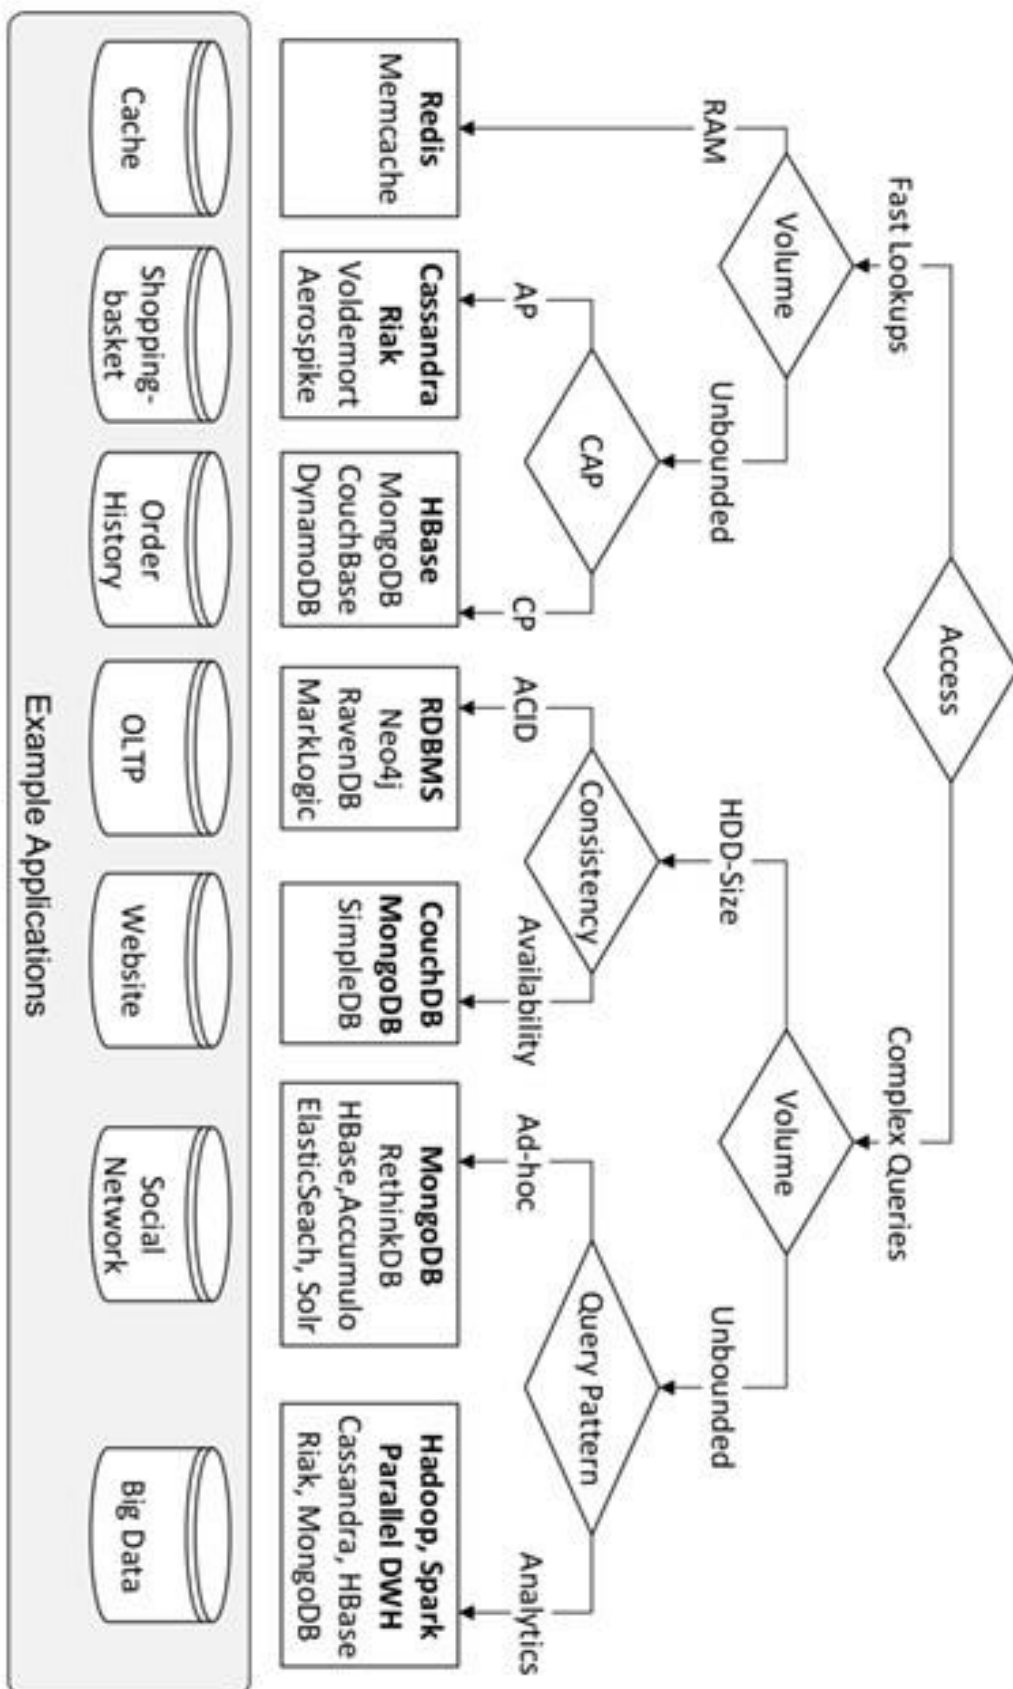 Access
Fast Lookups
Complex Queries
Volume
Volume
RAM
Unbounded
HDD-Size
Unbounded
CAP
Consistency
Query Pattern
AP
CP
ACID
Availability
Ad-hoc
Analytics
Redis
Memcache
Cassandra
Riak
Voldemort
Aerospike
HBase
MongoDB
CouchBase
DynamoDB
RDBMS
Neo4j
RavenDB
MarkLogic
CouchDB
MongoDB
SimpleDB
MongoDB
RethinkDB
HBase,Accumulo
ElasticSeach, Solr
Hadoop, Spark
Parallel DWH
Cassandra, HBase
Riak, MongoDB
Cache
Shopping-
basket
Order
History
OLTP
Website
Social
Network
Big Data
Example Applications